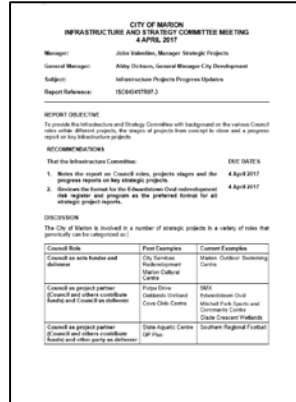 CITY OF MARION
INFRASTRUCTURE AND STRATEGY COMMITTEE MEETING
4 APRIL 2017
Manager: John Valentine, Manager Strategic Projects
General Manager: Abby Dickson, General Manager City Development
Subject: Infrastructure Projects Progress Updates
Report Reference: ISC040417R07.3
REPORT OBJECTIVE
To provide the Infrastructure and Strategy Committee with background on the various Council
roles within different projects, the stages of projects from concept to close and a progress
report on key infrastructure projects.
RECOMMENDATIONS
That the Infrastructure Committee: DUE DATES
1. Notes the report on Council roles, projects stages and the 4 April 2017
progress reports on key strategic projects.
2. Reviews the format for the Edwardstown Oval redevelopment 4 April 2017
risk register and program as the preferred format for all
strategic project reports.
DISCUSSION
The City of Marion is involved in a number of strategic projects in a variety of roles that
generically can be categorised as:
Council Role Past Examples Current Examples
Council as sole funder and City Services Marion Outdoor Swimming
deliverer Redevelopment Centre
Marion Cultural
Centre
Council as project partner Patpa Drive BMX
(Council and others contribute Oaklands Wetland Edwardstown Oval
funds) and Council as deliverer Cove Civic Centre Mitchell Park Sports and
Community Centre
Glade Crescent Wetlands
Council as project partner State Aquatic Centre Southern Regional Football
(Council and others contribute GP Plus
funds) and other party as deliverer